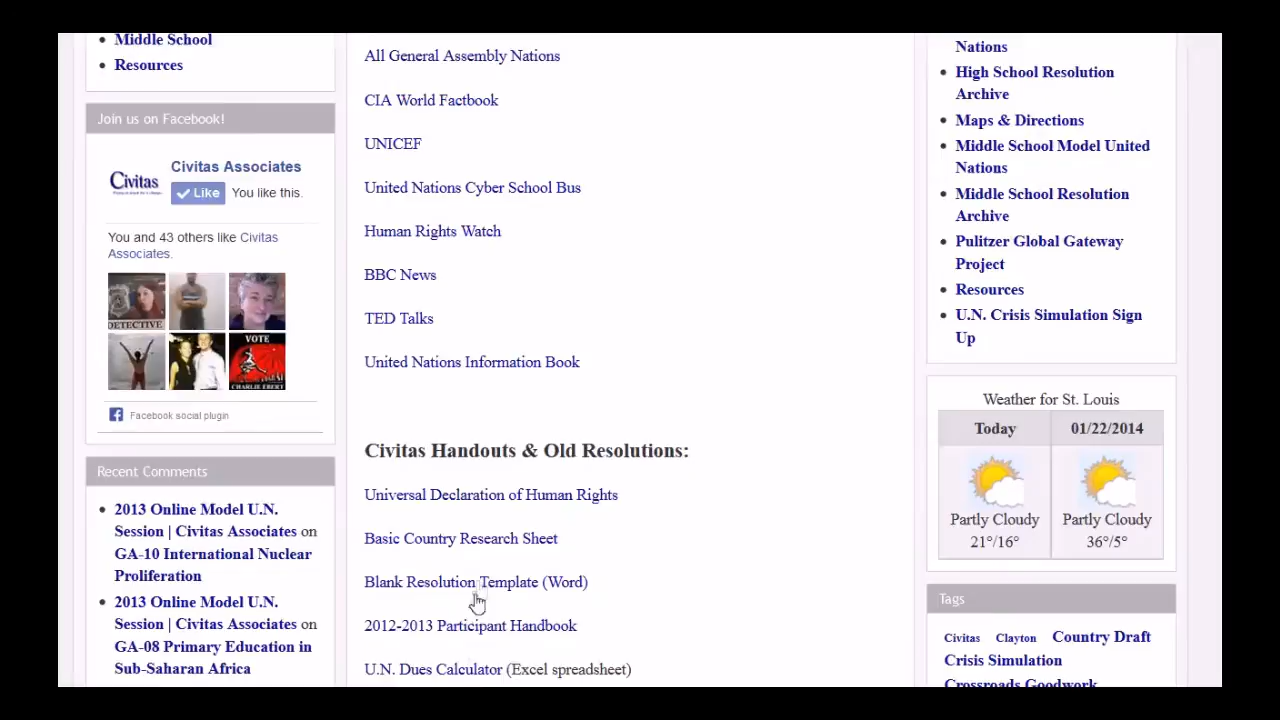 Middle School
Resources
Join us on Facebook!
Civitas
Civitas Associates
Like
You like this.
You and 43 others like Civitas
Associates.
DETECTIVE
VOTE
CHARLIE EBERT
Facebook social plugin
Recent Comments
2013 Online Model U.N.
Session | Civitas Associates on
GA-10 International Nuclear
Proliferation
2013 Online Model U.N.
Session | Civitas Associates on
GA-08 Primary Education in
Sub-Saharan Africa
All General Assembly Nations
CIA World Factbook
UNICEF
United Nations Cyber School Bus
Human Rights Watch
BBC News
TED Talks
United Nations Information Book
Civitas Handouts & Old Resolutions:
Universal Declaration of Human Rights
Basic Country Research Sheet
Blank Resolution Template (Word)
2012-2013 Participant Handbook
U.N. Dues Calculator (Excel spreadsheet)
Nations
High School Resolution
Archive
Maps & Directions
Middle School Model United
Nations
Middle School Resolution
Archive
Pulitzer Global Gateway
Project
Resources
U.N. Crisis Simulation Sign
Up
Weather for St. Louis
Today 01/22/2014
Partly Cloudy Partly Cloudy
21°/16° 36°/5°
Tags
Civitas Clayton Country Draft
Crisis Simulation
Crossroads Goodwork